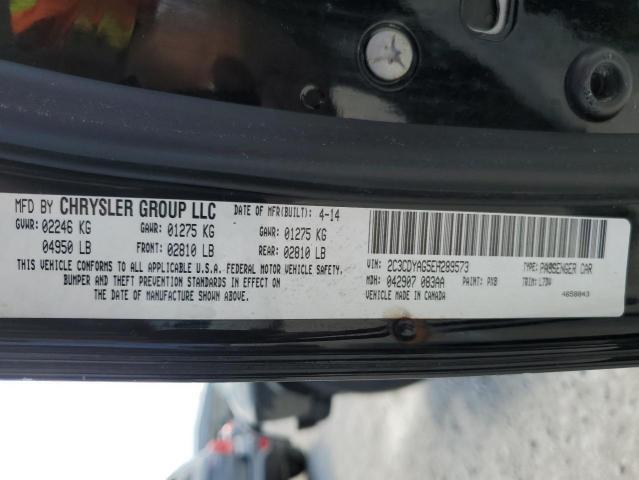 MFD BY CHRYSLER GROUP LLC DATE OF MFR(BUILT): 4-14
GVWR: 02246 KG GAWR: 01275 KG GAWR: 01275 KG
04950 LB FRONT: 02810 LB REAR: 02810 LB
THIS VEHICLE CONFORMS TO ALL APPLICABLE U.S.A. FEDERAL MOTOR VEHICLE SAFETY,
BUMPER AND THEFT PREVENTION STANDARDS IN EFFECT ON
THE DATE OF MANUFACTURE SHOWN ABOVE.
VIN: 2C3CDYAG5EH289573 TYPE: PASSENGER CAR
MDH: 042907 083AA PAINT: PX8 TRIM: L7DV
VEHICLE MADE IN CANADA 4658043